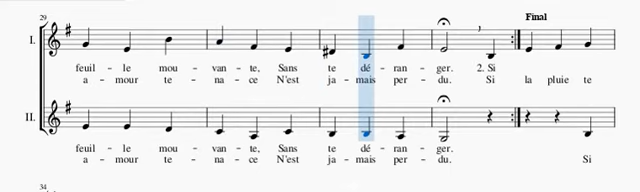 29
Final
I.
feuil - le mou - van - te, Sans te dé - ran - ger. 2. Si
a - mour te - na - ce N'est ja - mais per - du. Si la pluie te
II.
feuil - le mou - van - te, Sans te dé - ran - ger.
a - mour te - na - ce N'est ja - mais per - du. Si
34